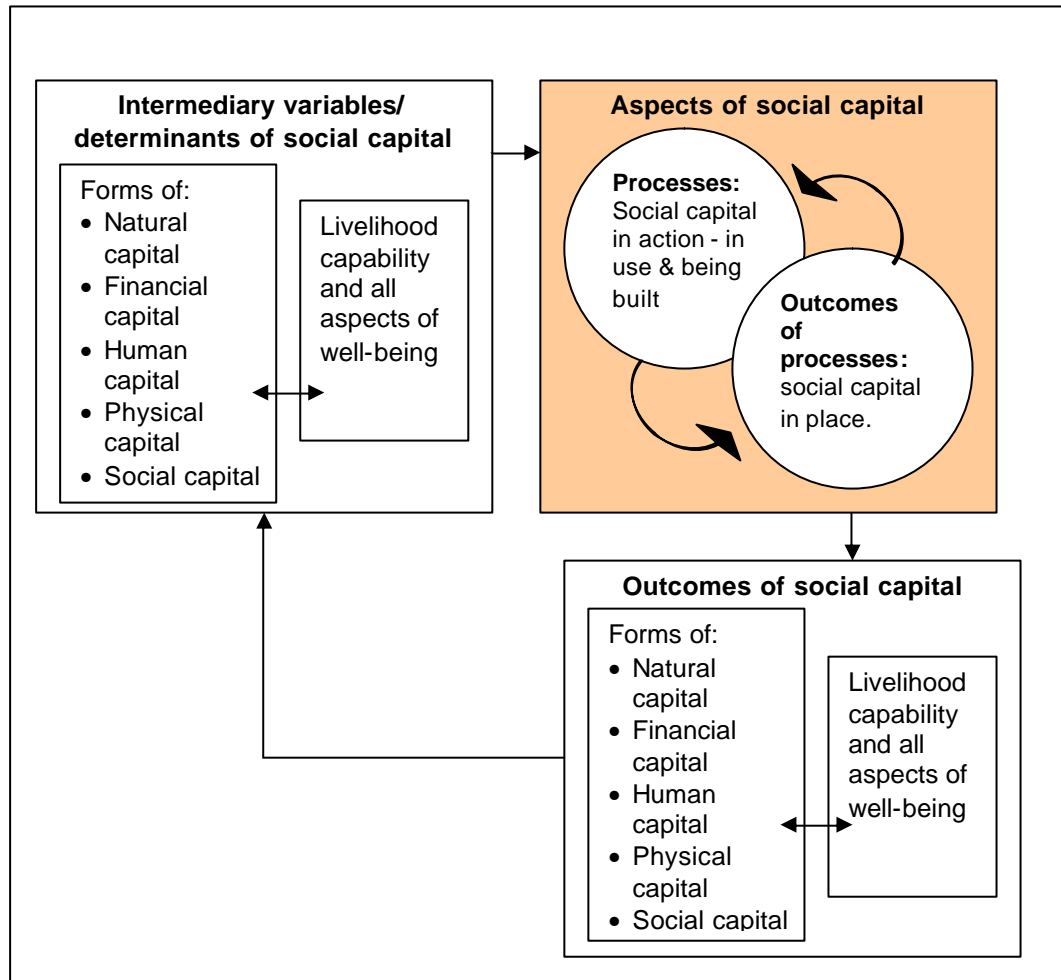 Intermediary variables/
determinants of social capital
Forms of:
• Natural
capital
• Financial
capital
• Human
capital
• Physical
capital
• Social capital
Livelihood
capability
and all
aspects of
well-being
Aspects of social capital
Processes:
Social capital
in action - in
use & being
built
Outcomes
of
processes:
social capital
in place.
Outcomes of social capital
Forms of:
• Natural
capital
• Financial
capital
• Human
capital
• Physical
capital
• Social capital
Livelihood
capability
and all
aspects of
well-being